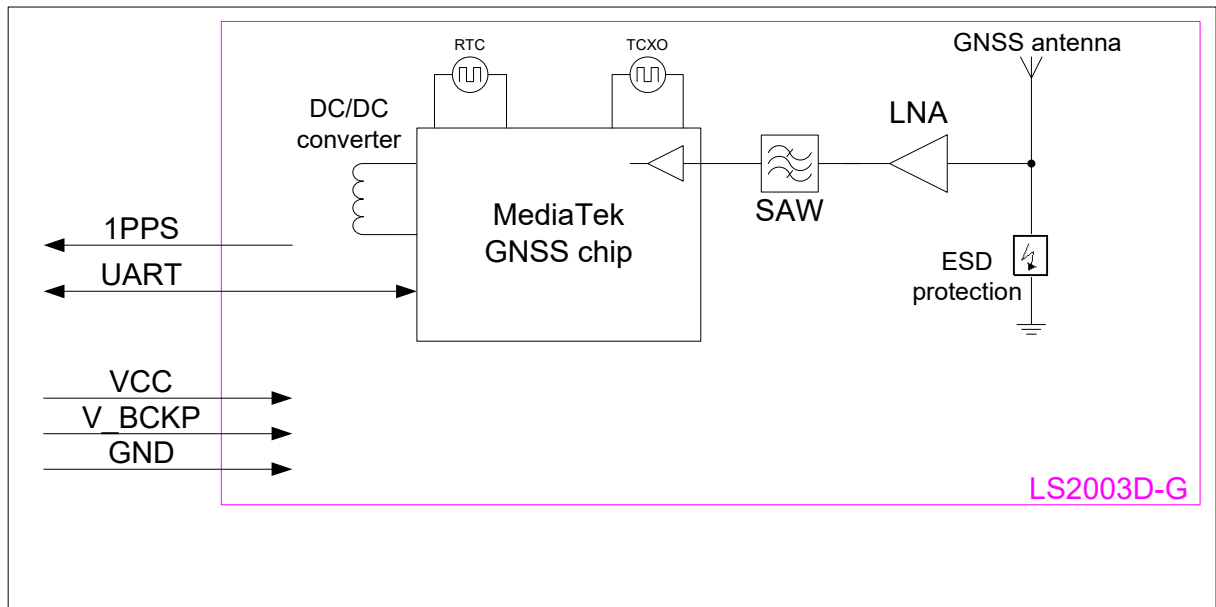 RTC
TCXO
GNSS antenna
DC/DC
converter
LNA
SAW
MediaTek
GNSS chip
1PPS
UART
ESD
protection
VCC
V_BCKP
GND
LS2003D-G